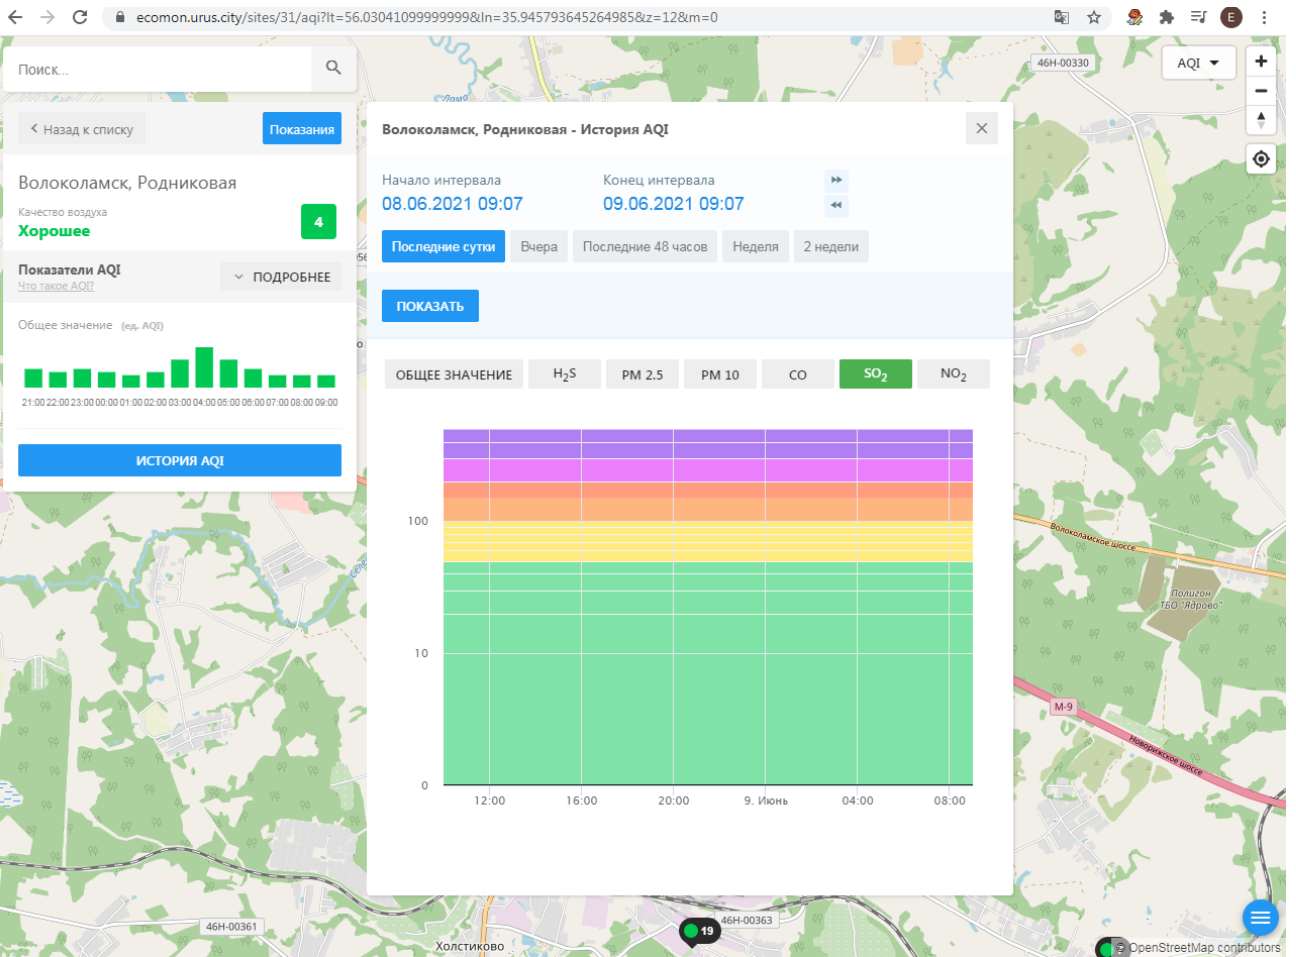 ecomon.urus.city/sites/31/aqi?lt=56.03041099999999&ln=35.945793645264985&z=12&m=0
E
Поиск...
46Н-00330
AQI
Назад к списку
Показания
Волоколамск, Родниковая
Качество воздуха
Хорошее
4
Показатели AQI
Что такое AQI?
ПОДРОБНЕЕ
Общее значение (ед. AQI)
21:00 22:00 23:00 00:00 01:00 02:00 03:00 04:00 05:00 06:00 07:00 08:00 09:00
ИСТОРИЯ AQI
Волоколамск, Родниковая - История AQI
Начало интервала
Конец интервала
08.06.2021 09:07
09.06.2021 09:07
Последние сутки
Вчера
Последние 48 часов
Неделя
2 недели
ПОКАЗАТЬ
ОБЩЕЕ ЗНАЧЕНИЕ
H2S
PM 2.5
PM 10
CO
SO2
NO2
100
10
0
12:00
16:00
20:00
9. Июнь
04:00
08:00
Лама
Волоколамское шоссе
Полигон
ТБО "Ядрово"
М-9
Новорижское шоссе
46Н-00361
46Н-00363
19
Холстиково
OpenStreetMap contributors